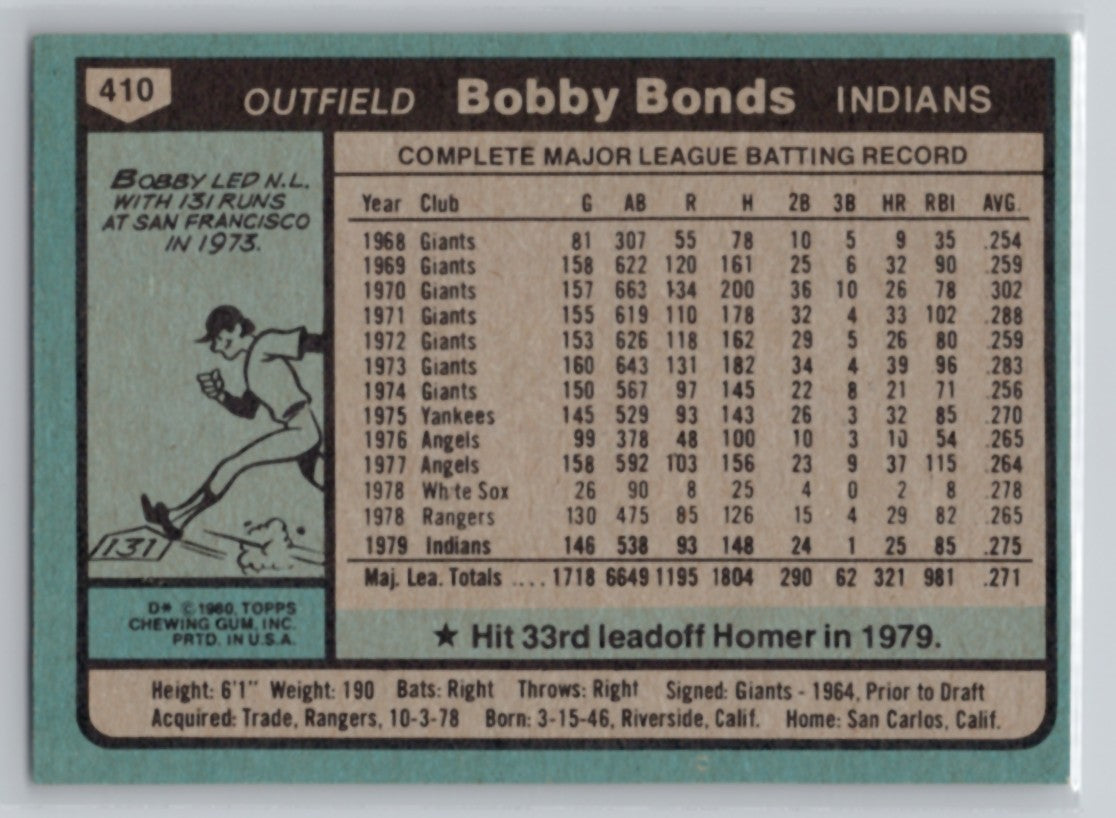 410 OUTFIELD Bobby Bonds INDIANS
BOBBY LED N.L.
WITH 131 RUNS
AT SAN FRANCISCO
IN 1973.
131
D* © 1980, TOPPS
CHEWING GUM, INC.
PRTD. IN U.S.A.
COMPLETE MAJOR LEAGUE BATTING RECORD
Year Club G AB R H 2B 3B HR RBI AVG.
1968 Giants 81 307 55 78 10 5 9 35 .254
1969 Giants 158 622 120 161 25 6 32 90 .259
1970 Giants 157 663 134 200 36 10 26 78 302
1971 Giants 155 619 110 178 32 4 33 102 .288
1972 Giants 153 626 118 162 29 5 26 80 .259
1973 Giants 160 643 131 182 34 4 39 96 .283
1974 Giants 150 567 97 145 22 8 21 71 .256
1975 Yankees 145 529 93 143 26 3 32 85 .270
1976 Angels 99 378 48 100 10 3 10 54 .265
1977 Angels 158 592 103 156 23 9 37 115 .264
1978 White Sox 26 90 8 25 4 0 2 8 .278
1978 Rangers 130 475 85 126 15 4 29 82 .265
1979 Indians 146 538 93 148 24 1 25 85 .275
Maj. Lea. Totals .... 1718 6649 1195 1804 290 62 321 981 .271
★ Hit 33rd leadoff Homer in 1979.
Height: 6'1" Weight: 190 Bats: Right Throws: Right Signed: Giants - 1964, Prior to Draft
Acquired: Trade, Rangers, 10-3-78 Born: 3-15-46, Riverside, Calif. Home: San Carlos, Calif.